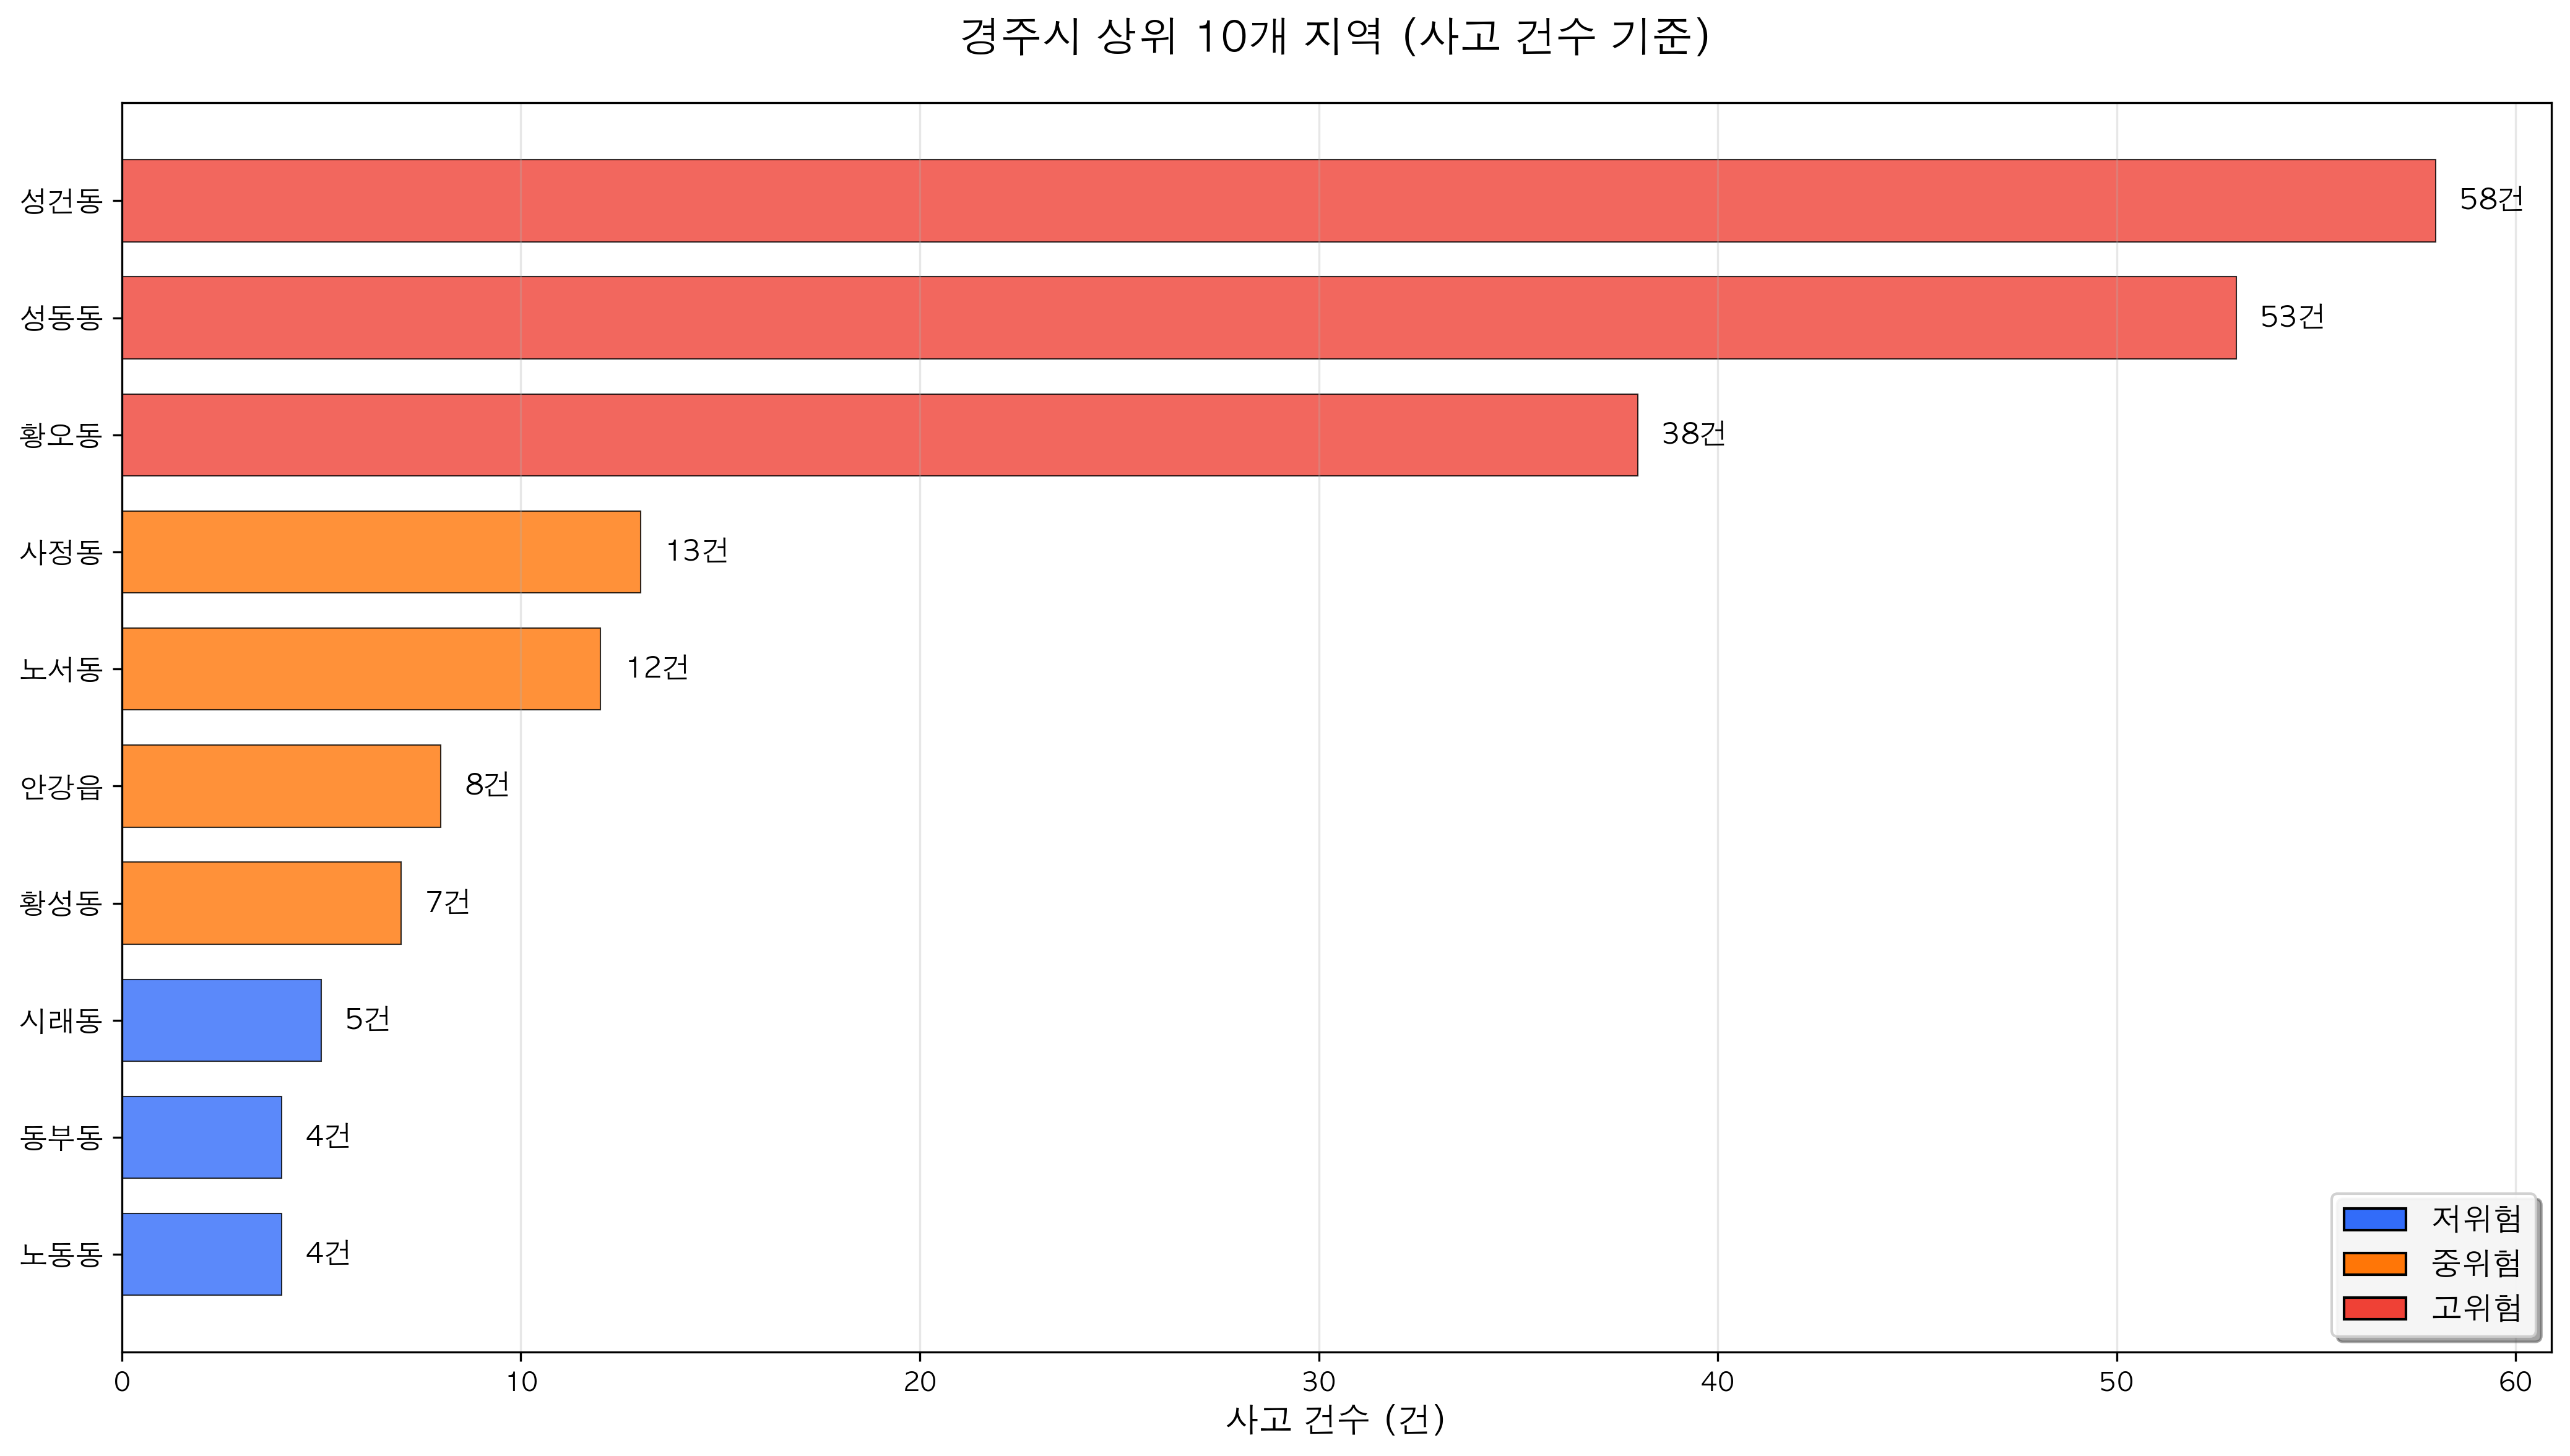 경주시 상위 10개 지역 (사고 건수 기준)
성건동 58건
성동동 53건
황오동 38건
사정동 13건
노서동 12건
안강읍 8건
황성동 7건
시래동 5건
동부동 4건
노동동 4건
저위험
중위험
고위험
0 10 20 30 40 50 60
사고 건수 (건)